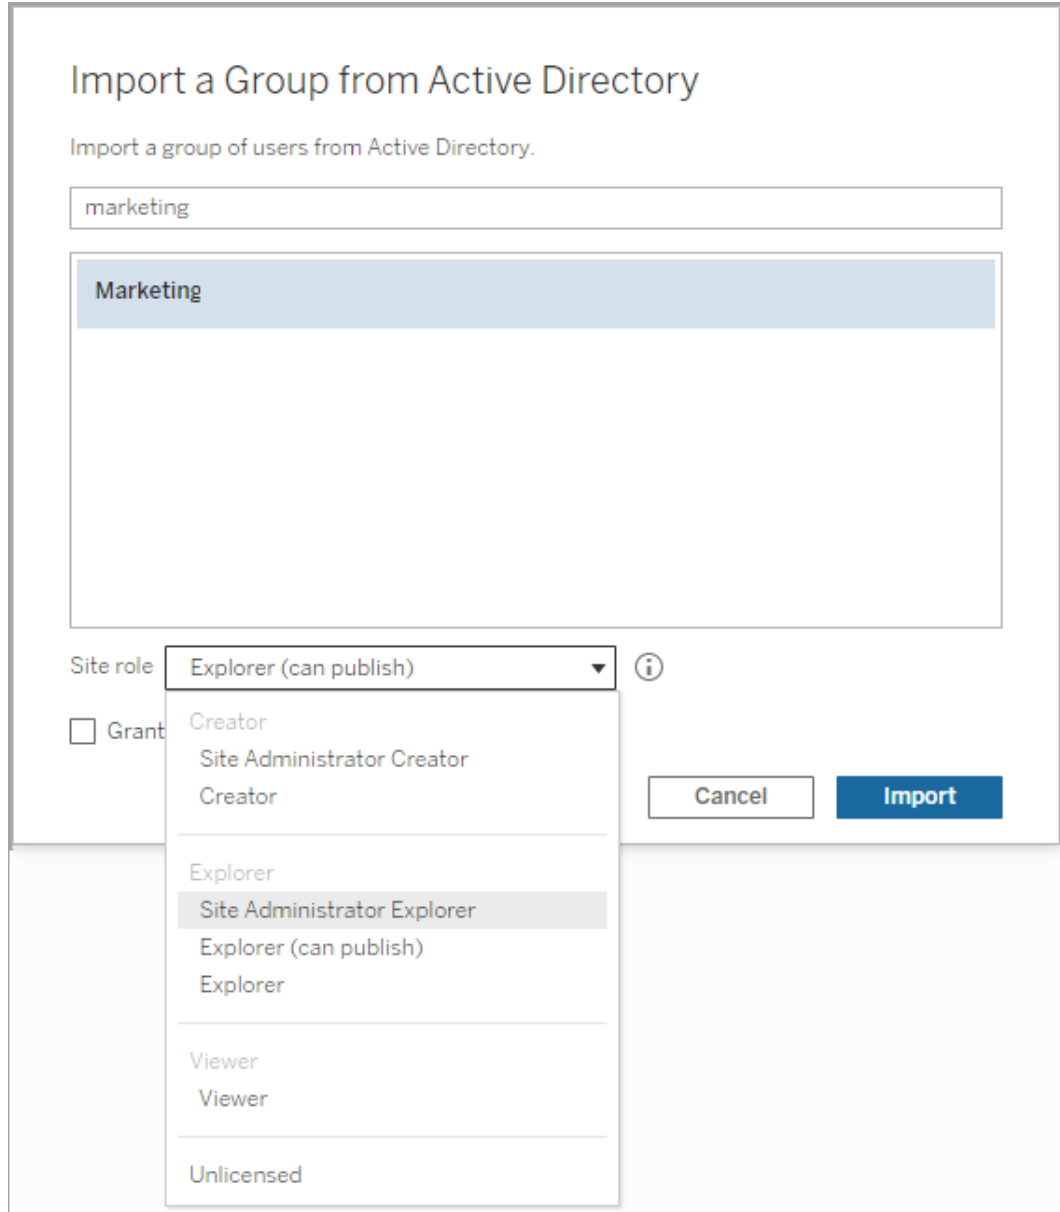 Import a Group from Active Directory
Import a group of users from Active Directory.
marketing
Marketing
Site role Explorer (can publish)
Grant
Creator
Site Administrator Creator
Creator
Cancel Import
Explorer
Site Administrator Explorer
Explorer (can publish)
Explorer
Viewer
Viewer
Unlicensed